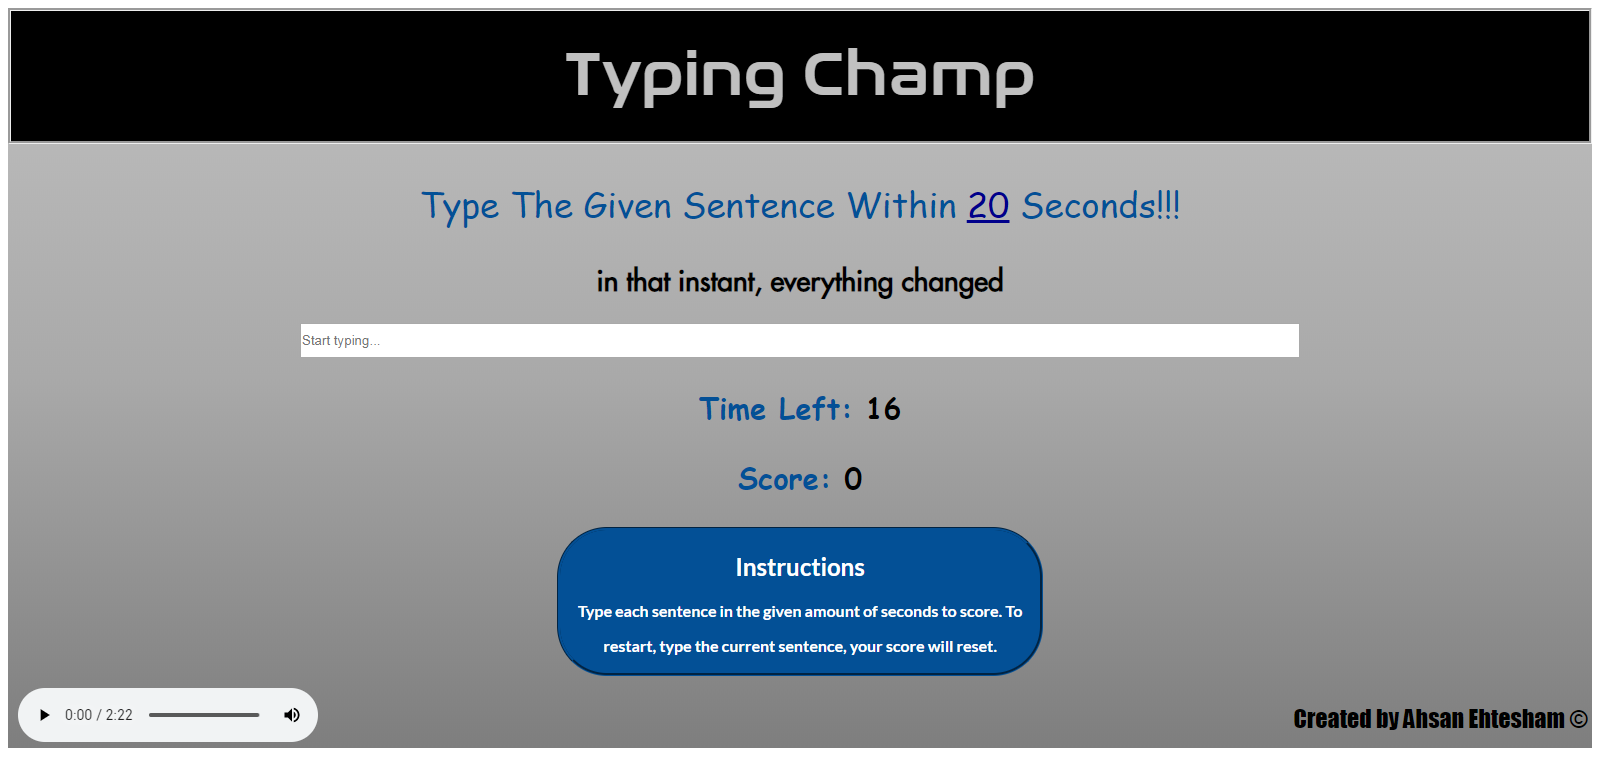 Typing Champ
Type The Given Sentence Within 20 Seconds!!!
in that instant, everything changed
Start typing...
Time Left: 16
Score: 0
Instructions
Type each sentence in the given amount of seconds to score. To
restart, type the current sentence, your score will reset.
0:00 / 2:22
Created by Ahsan Ehtesham ©